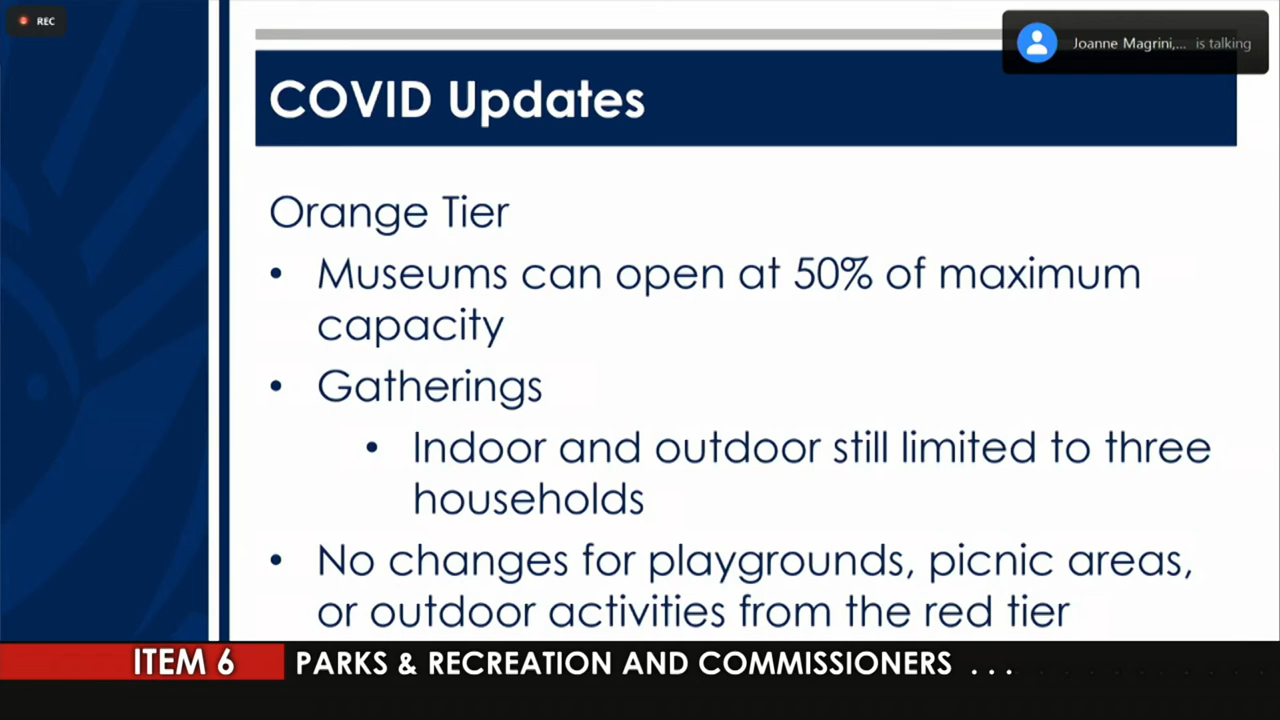 REC
Joanne Magrini,... is talking
COVID Updates
Orange Tier
• Museums can open at 50% of maximum
capacity
• Gatherings
• Indoor and outdoor still limited to three
households
• No changes for playgrounds, picnic areas,
or outdoor activities from the red tier
ITEM 6 PARKS & RECREATION AND COMMISSIONERS ...